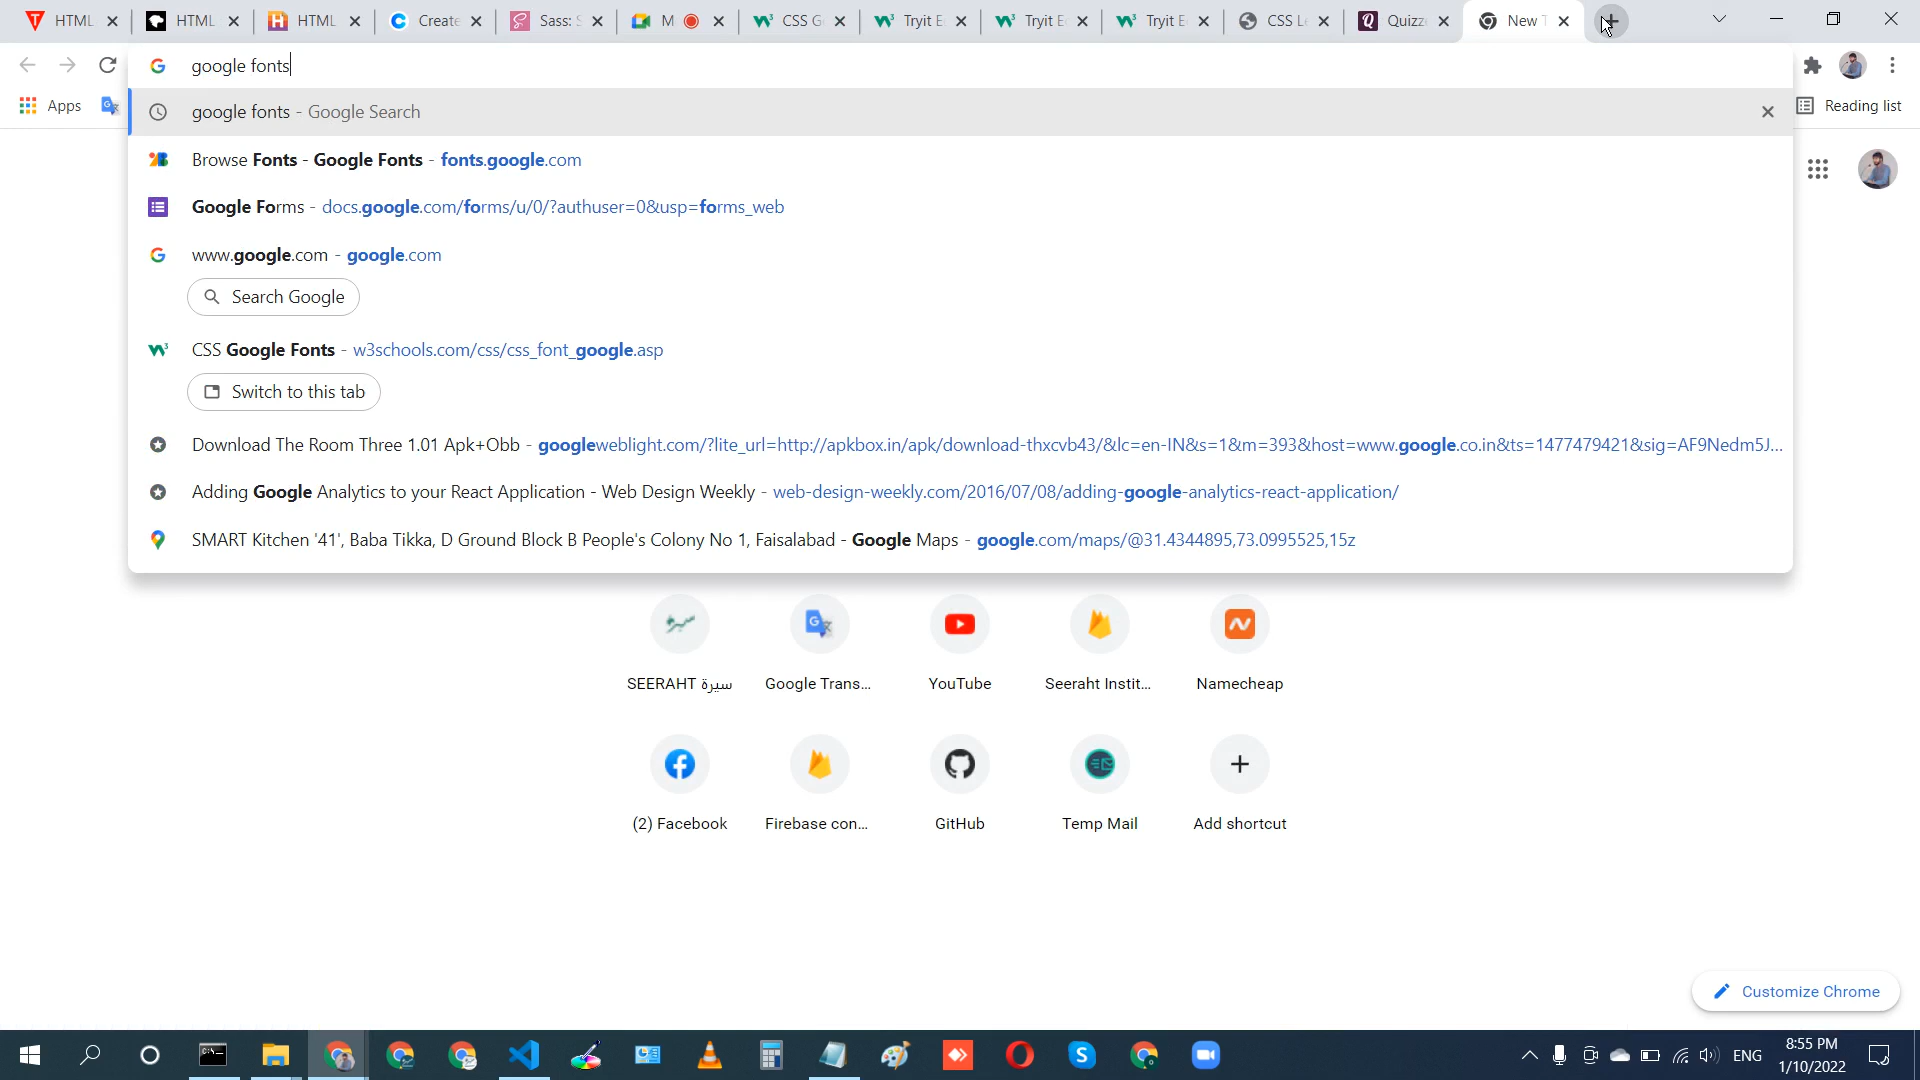 HTML
HTML
HTML
Create
Sass: S
M
CSS G
Tryit E
Tryit E
Tryit E
CSS L
Quizz
New T
google fonts
Apps
google fonts - Google Search
Reading list
Browse Fonts - Google Fonts - fonts.google.com
Google Forms - docs.google.com/forms/u/0/?authuser=0&usp=forms_web
www.google.com - google.com
Search Google
CSS Google Fonts - w3schools.com/css/css_font_google.asp
Switch to this tab
Download The Room Three 1.01 Apk+Obb - googleweblight.com/?lite_url=http://apkbox.in/apk/download-thxcvb43/&lc=en-IN&s=1&m=393&host=www.google.co.in&ts=1477479421&sig=AF9Nedm5J...
Adding Google Analytics to your React Application - Web Design Weekly - web-design-weekly.com/2016/07/08/adding-google-analytics-react-application/
SMART Kitchen '41', Baba Tikka, D Ground Block B People's Colony No 1, Faisalabad - Google Maps - google.com/maps/@31.4344895,73.0995525,15z
SEERAHT سيرة
Google Trans...
YouTube
Seeraht Instit...
Namecheap
(2) Facebook
Firebase con...
GitHub
Temp Mail
Add shortcut
Customize Chrome
ENG
8:55 PM
1/10/2022